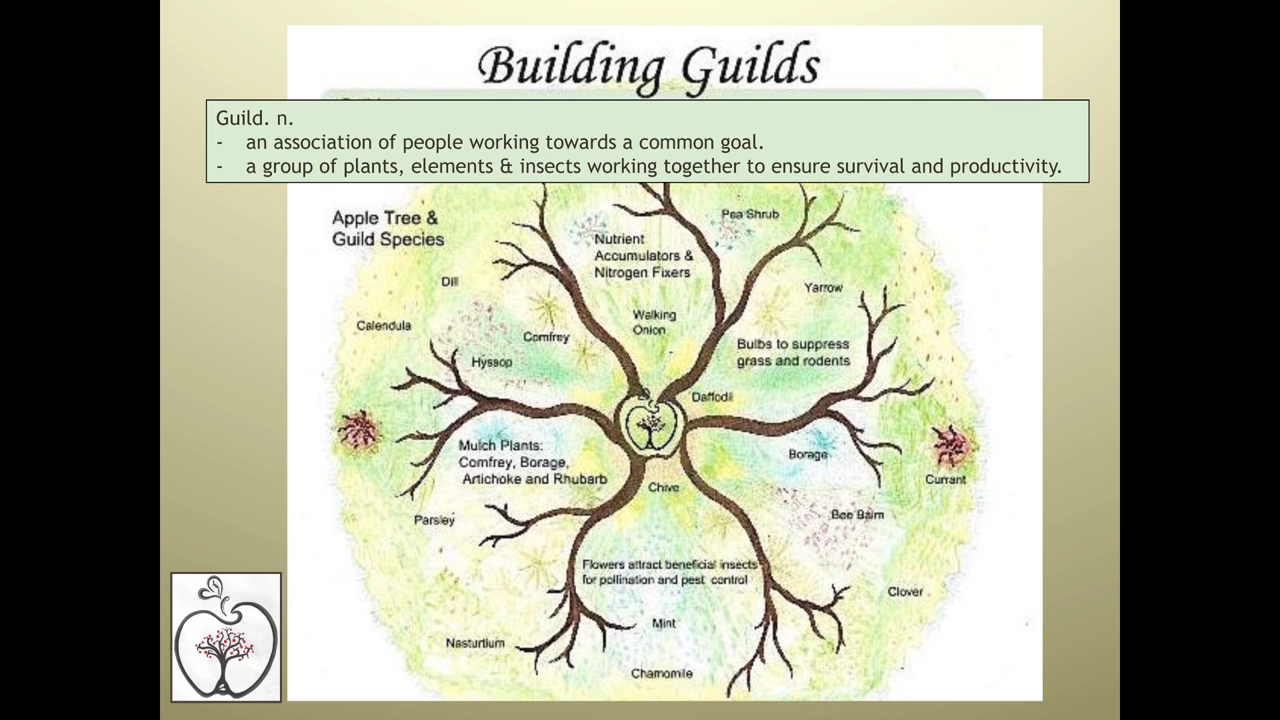 Building Guilds
Guild. n.
- an association of people working towards a common goal.
- a group of plants, elements & insects working together to ensure survival and productivity.
Apple Tree &
Guild Species
Pea Shrub
Nutrient
Accumulators &
Nitrogen Fixers
Dill
Yarrow
Calendula
Walking
Onion
Comfrey
Bulbs to suppress
grass and rodents
Hyssop
Daffodil
Mulch Plants:
Comfrey, Borage,
Artichoke and Rhubarb
Borage
Chive
Currant
Parsley
Bee Balm
Flowers attract beneficial insects
for pollination and pest control
Clover
Mint
Nasturtium
Chamomile